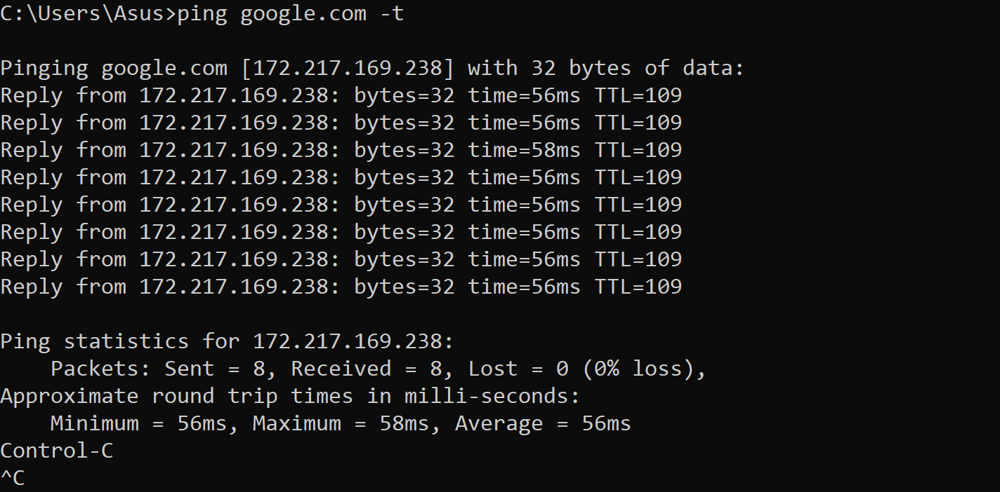 C:\Users\Asus>ping google.com -t
Pinging google.com [172.217.169.238] with 32 bytes of data:
Reply from 172.217.169.238: bytes=32 time=56ms TTL=109
Reply from 172.217.169.238: bytes=32 time=56ms TTL=109
Reply from 172.217.169.238: bytes=32 time=58ms TTL=109
Reply from 172.217.169.238: bytes=32 time=56ms TTL=109
Reply from 172.217.169.238: bytes=32 time=56ms TTL=109
Reply from 172.217.169.238: bytes=32 time=56ms TTL=109
Reply from 172.217.169.238: bytes=32 time=56ms TTL=109
Reply from 172.217.169.238: bytes=32 time=56ms TTL=109
Ping statistics for 172.217.169.238:
    Packets: Sent = 8, Received = 8, Lost = 0 (0% loss),
Approximate round trip times in milli-seconds:
    Minimum = 56ms, Maximum = 58ms, Average = 56ms
Control-C
^C